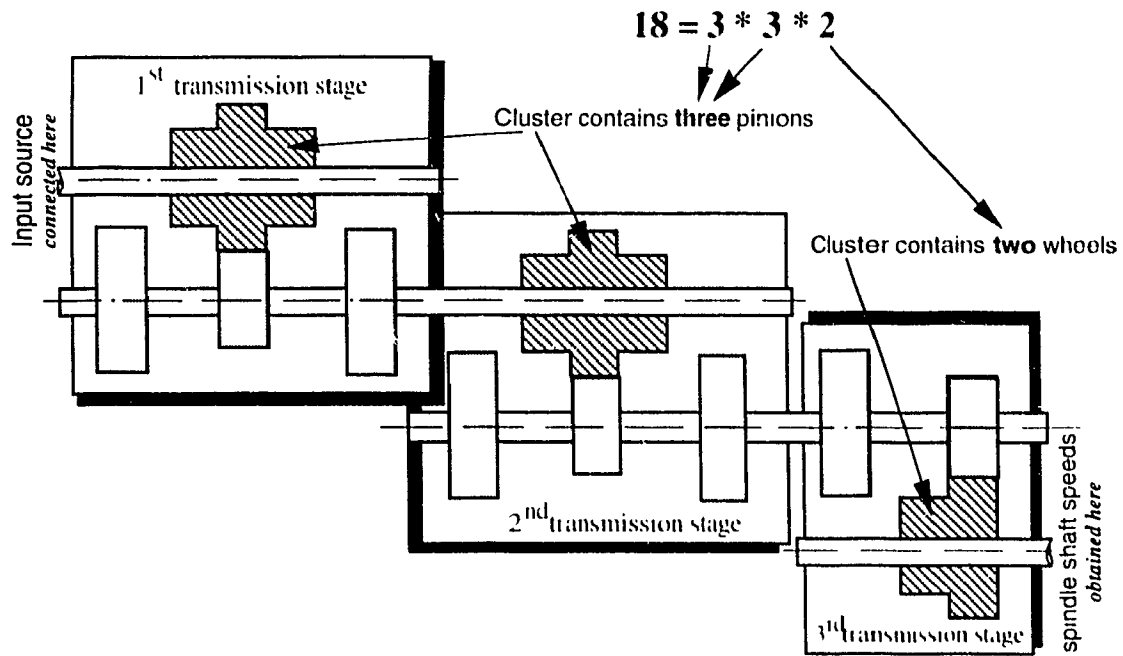 18 = 3 * 3 * 2
1st transmission stage
Cluster contains three pinions
Input source
connected here
Cluster contains two wheels
2nd transmission stage
spindle shaft speeds
obtained here
3rd transmission stage